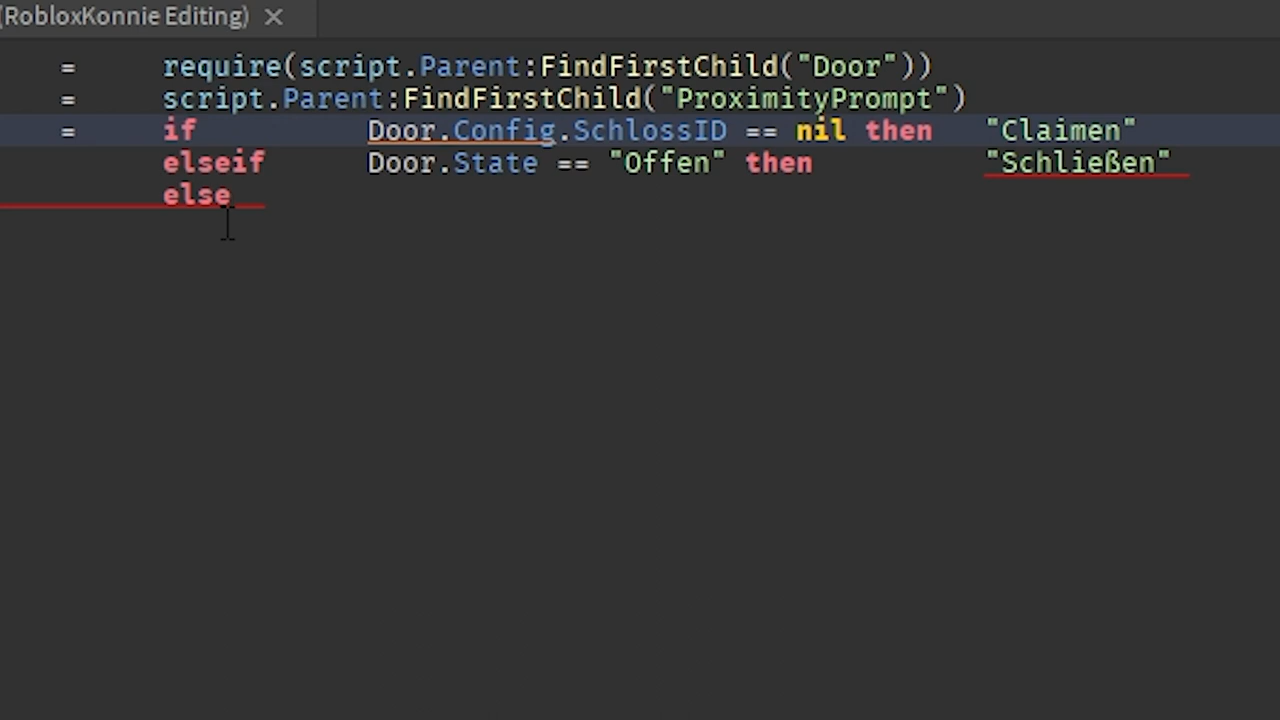 (RobloxKonnie Editing) ×
= require(script.Parent:FindFirstChild("Door"))
= script.Parent:FindFirstChild("ProximityPrompt")
= if Door.Config.SchlossID == nil then "Claimen"
elseif Door.State == "Offen" then "Schließen"
else